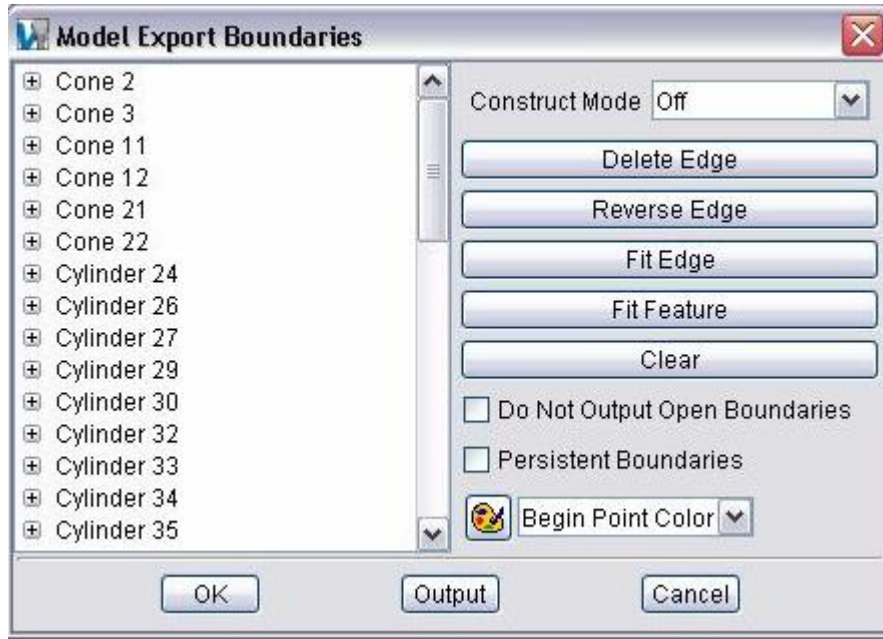 Model Export Boundaries
Cone 2
Cone 3
Cone 11
Cone 12
Cone 21
Cone 22
Cylinder 24
Cylinder 26
Cylinder 27
Cylinder 29
Cylinder 30
Cylinder 32
Cylinder 33
Cylinder 34
Cylinder 35
Construct Mode Off
Delete Edge
Reverse Edge
Fit Edge
Fit Feature
Clear
Do Not Output Open Boundaries
Persistent Boundaries
Begin Point Color
OK Output Cancel